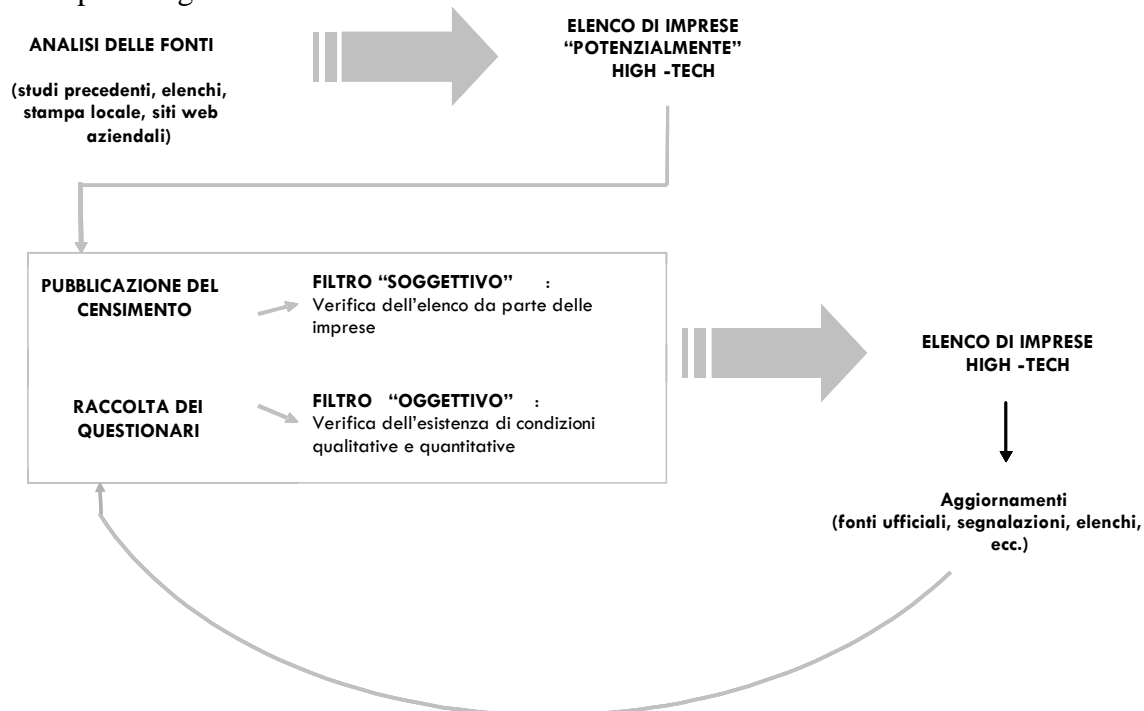 ANALISI DELLE FONTI
(studi precedenti, elenchi,
stampa locale, siti web
aziendali)
ELENCO DI IMPRESE
“POTENZIALMENTE”
HIGH -TECH
PUBBLICAZIONE DEL
CENSIMENTO
FILTRO “SOGGETTIVO” :
Verifica dell’elenco da parte delle
imprese
RACCOLTA DEI
QUESTIONARI
FILTRO “OGGETTIVO” :
Verifica dell’esistenza di condizioni
qualitative e quantitative
ELENCO DI IMPRESE
HIGH -TECH
Aggiornamenti
(fonti ufficiali, segnalazioni, elenchi,
ecc.)